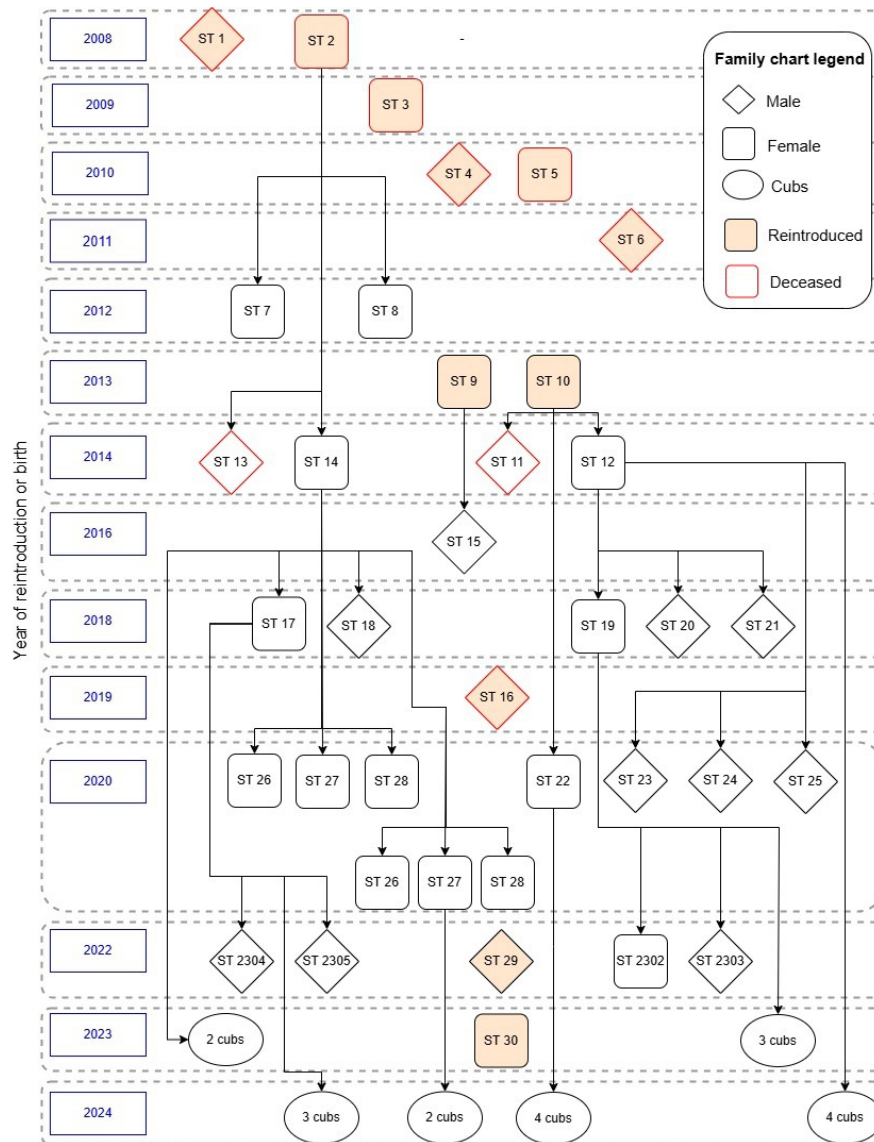 2008
ST 1
ST 2
-
Family chart legend
Male
Female
Cubs
Reintroduced
Deceased
2009
ST 3
2010
ST 4
ST 5
2011
ST 6
2012
ST 7
ST 8
2013
ST 9
ST 10
2014
ST 13
ST 14
ST 11
ST 12
Year of reintroduction or birth
2016
ST 15
2018
ST 17
ST 18
ST 19
ST 20
ST 21
2019
ST 16
2020
ST 26
ST 27
ST 28
ST 22
ST 23
ST 24
ST 25
ST 26
ST 27
ST 28
2022
ST 2304
ST 2305
ST 29
ST 2302
ST 2303
2023
2 cubs
ST 30
3 cubs
2024
3 cubs
2 cubs
4 cubs
4 cubs